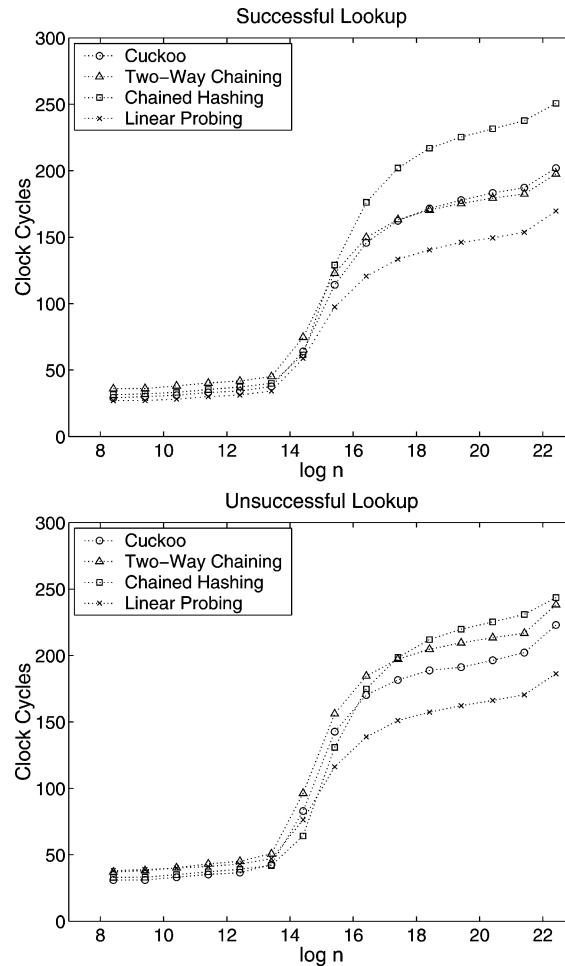 Successful Lookup
300
250
200
150
100
50
0
Clock Cycles
Cuckoo
Two-Way Chaining
Chained Hashing
Linear Probing
8 10 12 14 16 18 20 22
log n
Unsuccessful Lookup
300
250
200
150
100
50
0
Clock Cycles
Cuckoo
Two-Way Chaining
Chained Hashing
Linear Probing
8 10 12 14 16 18 20 22
log n